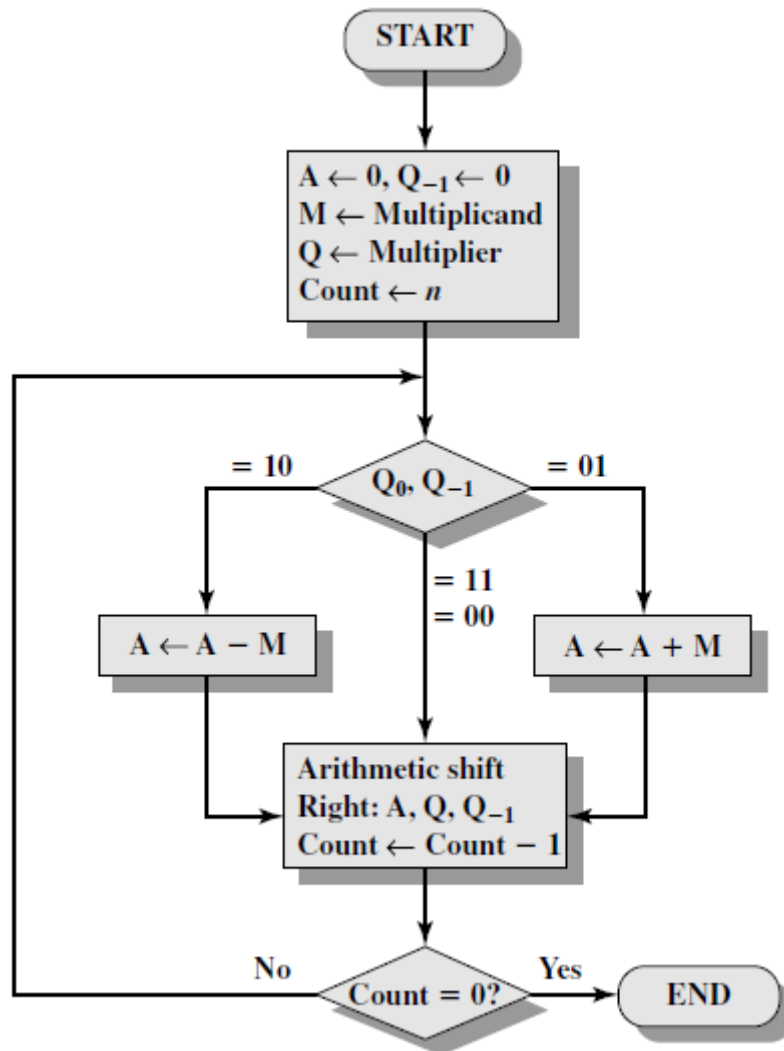 START
A ← 0, Q₋₁ ← 0
M ← Multiplicand
Q ← Multiplier
Count ← n
= 10
Q₀, Q₋₁
= 01
= 11
= 00
A ← A − M
A ← A + M
Arithmetic shift
Right: A, Q, Q₋₁
Count ← Count − 1
No
Count = 0?
Yes
END